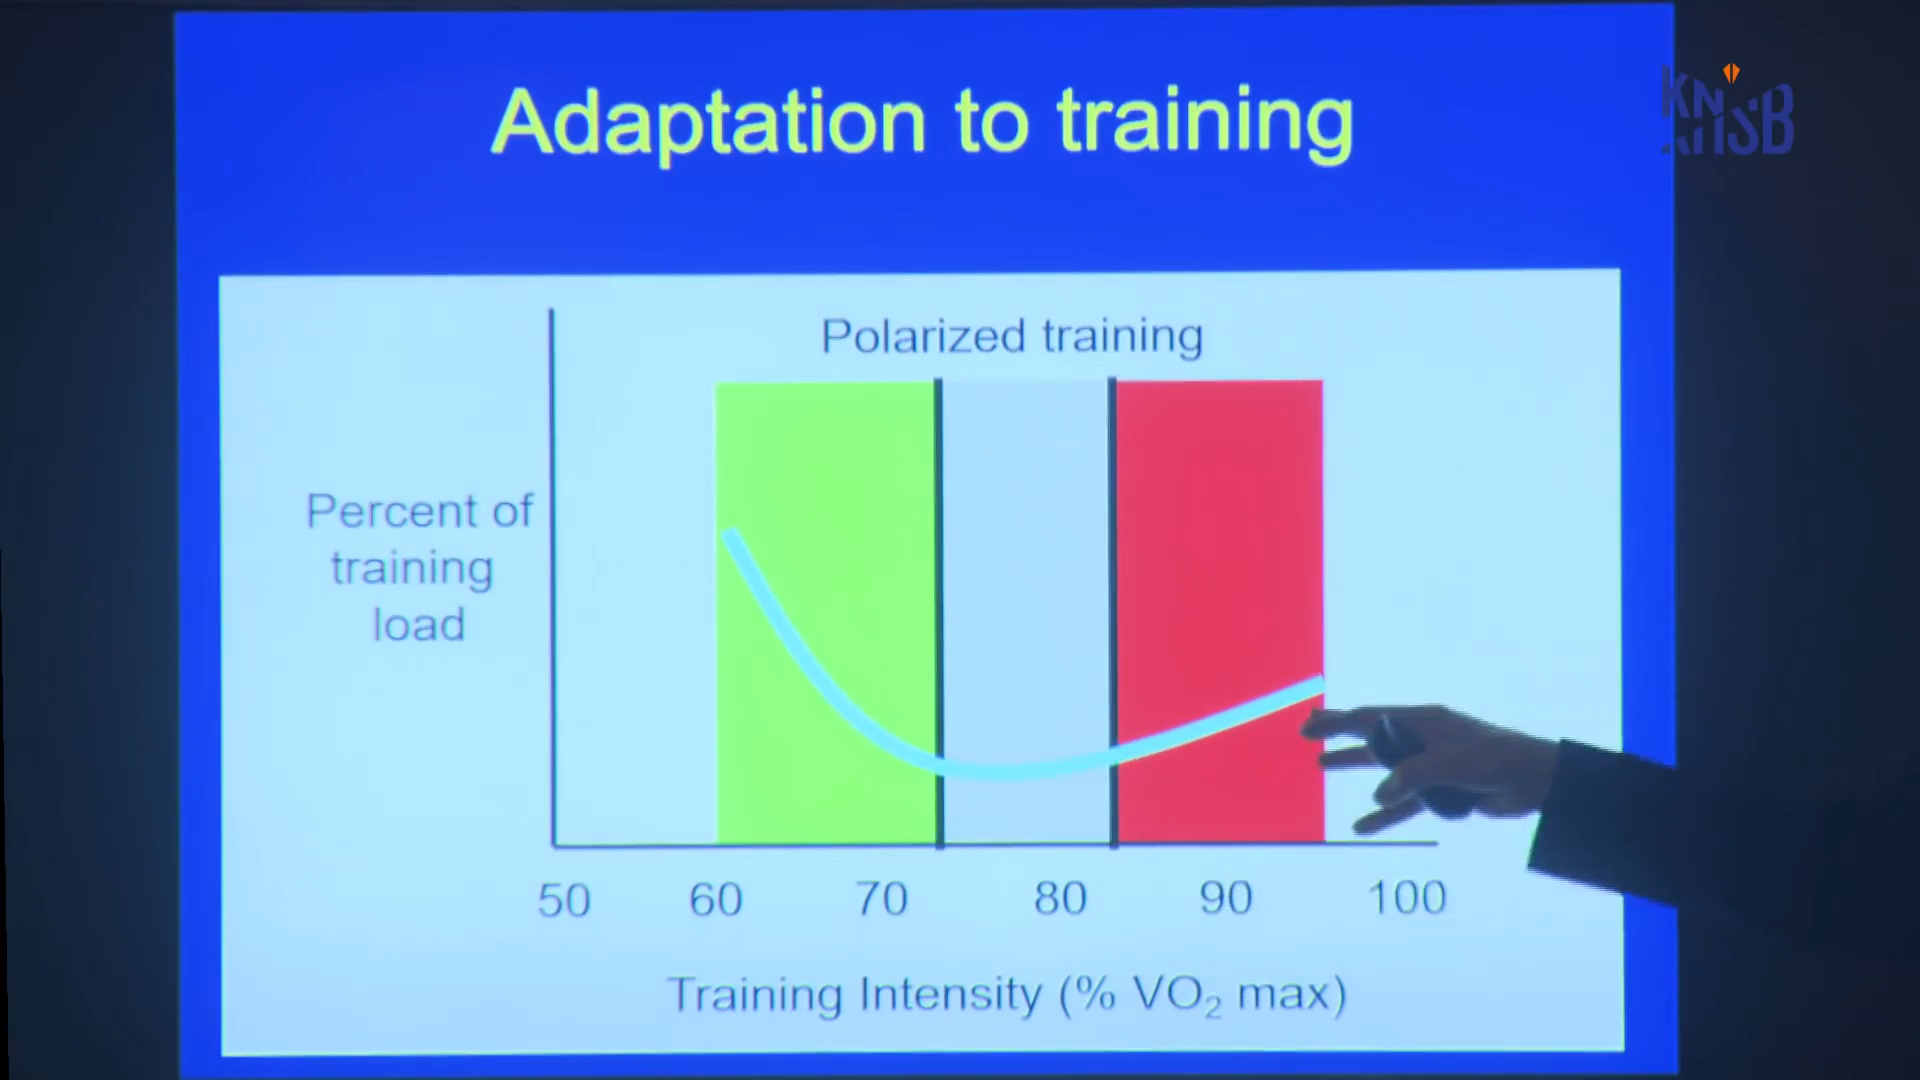 Adaptation to training
KNSB
Polarized training
Percent of
training
load
50 60 70 80 90 100
Training Intensity (% VO₂ max)